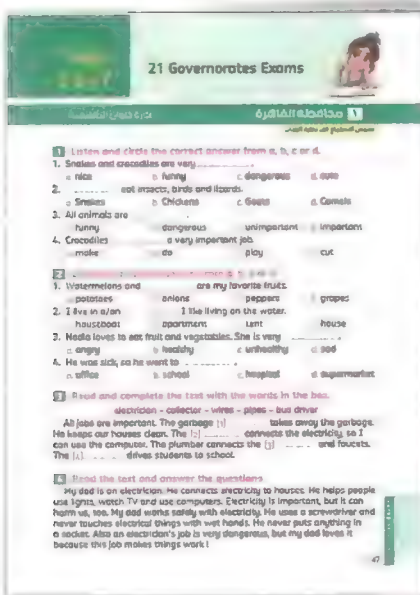 21 Governorates Exams
١ محافظة القاهرة
1 Listen and circle the correct answer from a, b, c or d.
1. Snakes and crocodiles are very ............ .
a. nice b. funny c. dangerous d. cute
2. ............ eat insects, birds and lizards.
a. Snakes b. Chickens c. Goats d. Camels
3. All animals are .
funny dangerous unimportant important
4. Crocodiles a very important job.
make do play cut
2
1. Watermelons and are my favorite fruits.
potatoes onions peppers grapes
2. I live in a/an I like living on the water.
houseboat apartment tent house
3. Nada loves to eat fruit and vegetables. She is very ............ .
a. angry b. healthy c. unhealthy d. sad
4. He was sick, so he went to ............ .
a. office b. school c. hospital d. supermarket
3 Read and complete the text with the words in the box.
electrician - collector - wires - pipes - bus driver
All jobs are important. The garbage (1) takes away the garbage.
He keeps our houses clean. The (2) ............ connects the electricity, so I
can use the computer. The plumber connects the (3) ............ and faucets.
The (4) ............ drives students to school.
4 Read the text and answer the questions
My dad is an electrician. He connects electricity to houses. He helps people
use lights, watch TV and use computers. Electricity is important, but it can
harm us, too. My dad works safely with electricity. He uses a screwdriver and
never touches electrical things with wet hands. He never puts anything in
a socket. Also an electrician's job is very dangerous, but my dad loves it
because this job makes things work!
47